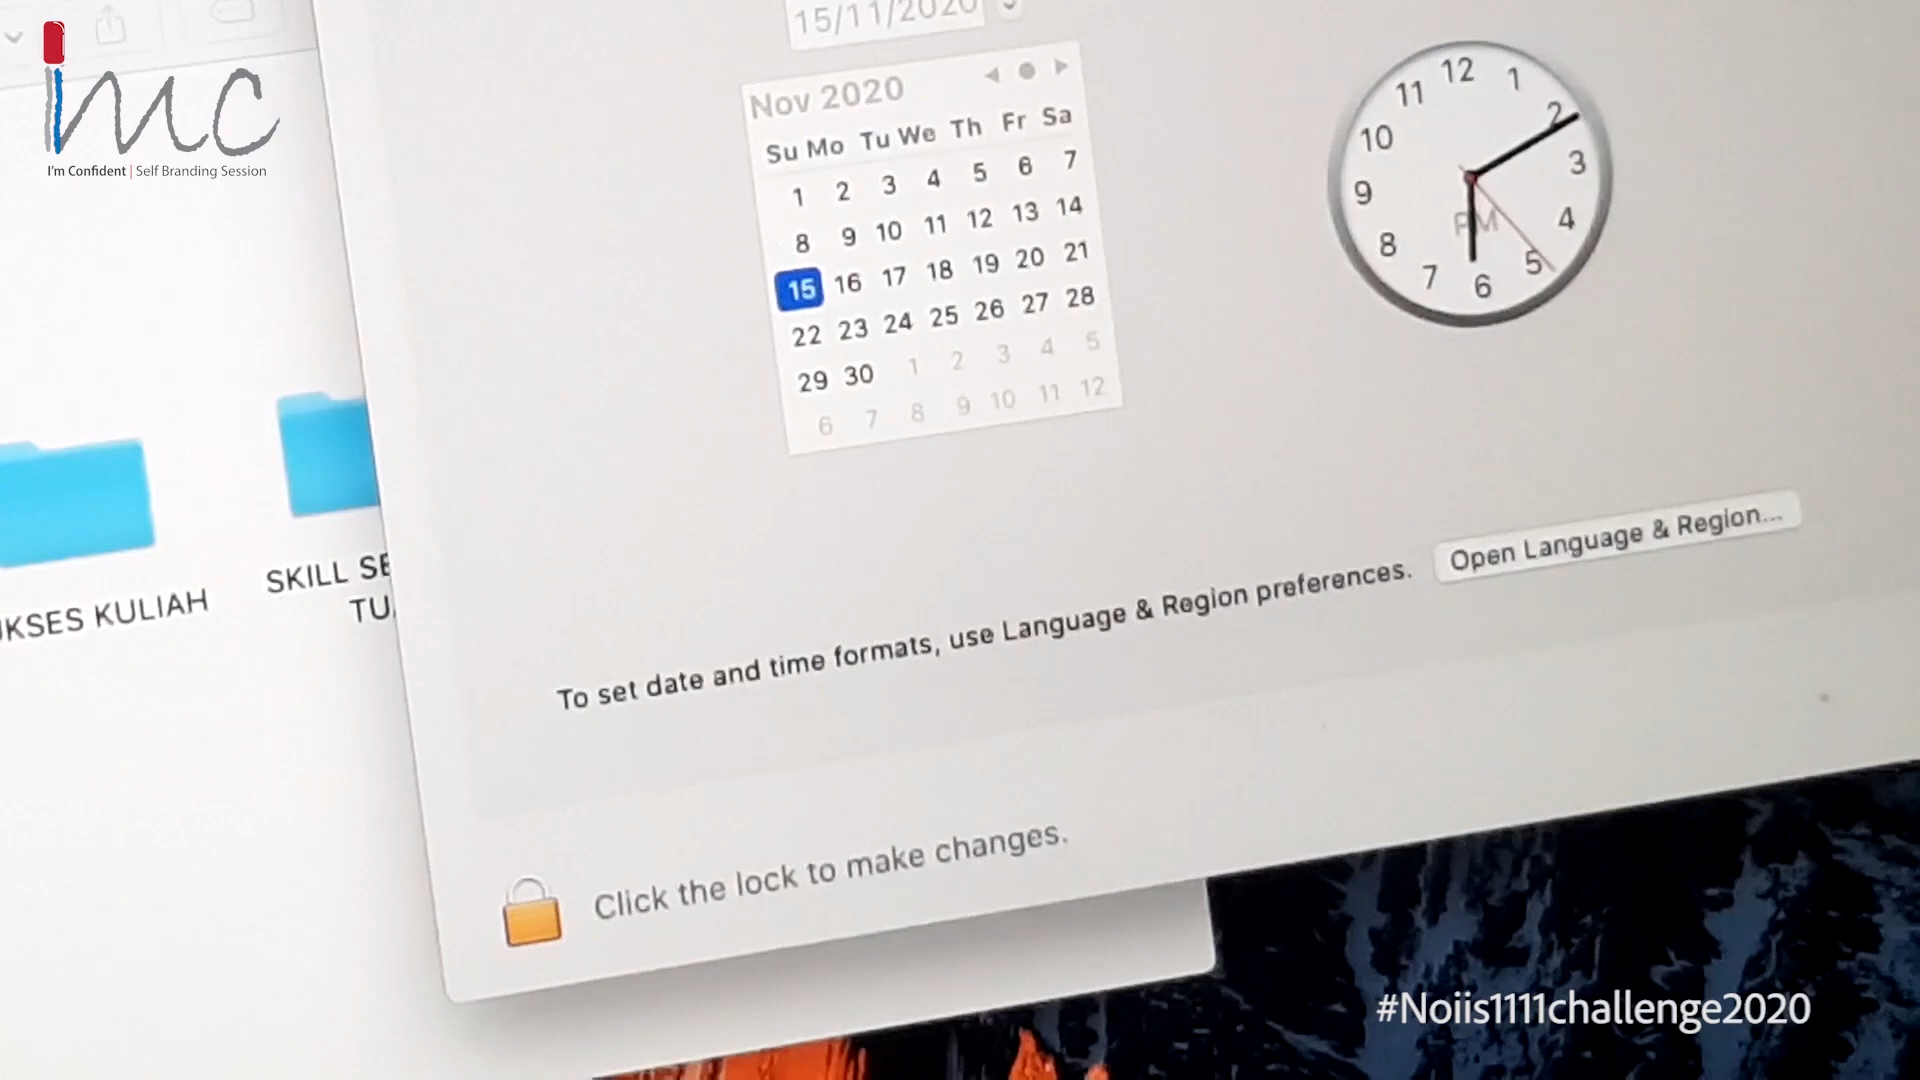 imc
I'm Confident | Self Branding Session
15/11/2020
Nov 2020
Su Mo Tu We Th Fr Sa
1 2 3 4 5 6 7
8 9 10 11 12 13 14
15 16 17 18 19 20 21
22 23 24 25 26 27 28
29 30 1 2 3 4 5
6 7 8 9 10 11 12
12
1
2
3
4
5
6
7
8
9
10
11
PM
KSES KULIAH
SKILL SE
TU
To set date and time formats, use Language & Region preferences.
Open Language & Region...
Click the lock to make changes.
#Noiis1111challenge2020